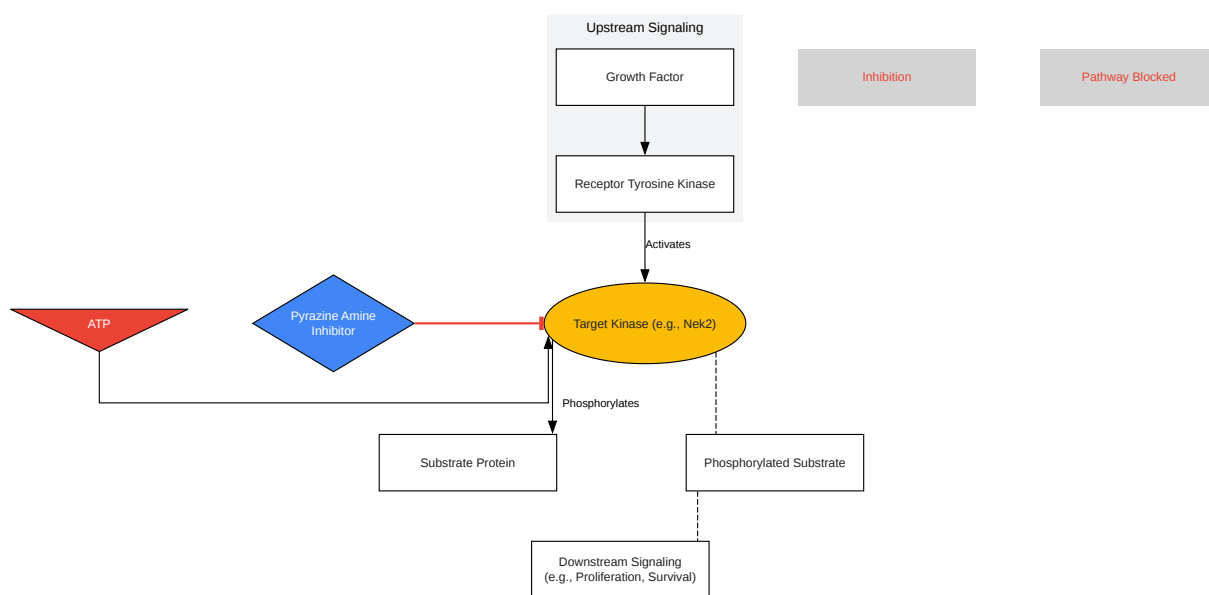 Upstream Signaling
Growth Factor
Inhibition
Pathway Blocked
Receptor Tyrosine Kinase
Activates
ATP
Pyrazine Amine
Inhibitor
Target Kinase (e.g., Nek2)
Phosphorylates
Substrate Protein
Phosphorylated Substrate
Downstream Signaling
(e.g., Proliferation, Survival)